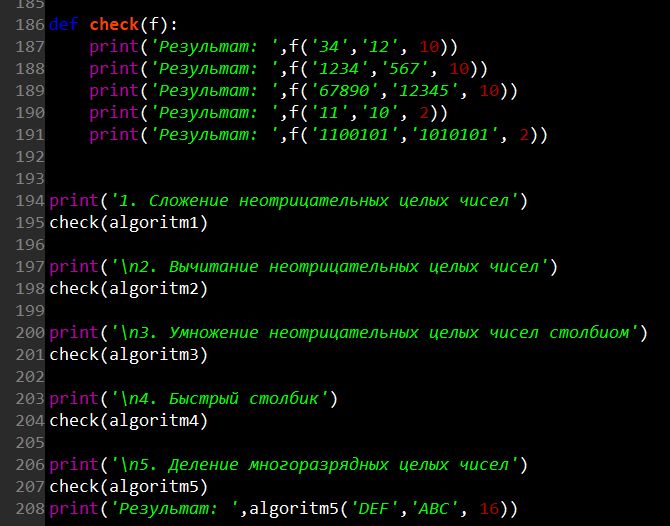 185
186 def check(f):
187     print('Результат: ',f('34','12', 10))
188     print('Результат: ',f('1234','567', 10))
189     print('Результат: ',f('67890','12345', 10))
190     print('Результат: ',f('11','10', 2))
191     print('Результат: ',f('1100101','1010101', 2))
192
193
194 print('1. Сложение неотрицательных целых чисел')
195 check(algoritm1)
196
197 print('\n2. Вычитание неотрицательных целых чисел')
198 check(algoritm2)
199
200 print('\n3. Умножение неотрицательных целых чисел столбиом')
201 check(algoritm3)
202
203 print('\n4. Быстрый столбик')
204 check(algoritm4)
205
206 print('\n5. Деление многоразрядных целых чисел')
207 check(algoritm5)
208 print('Результат: ',algoritm5('DEF','ABC', 16))